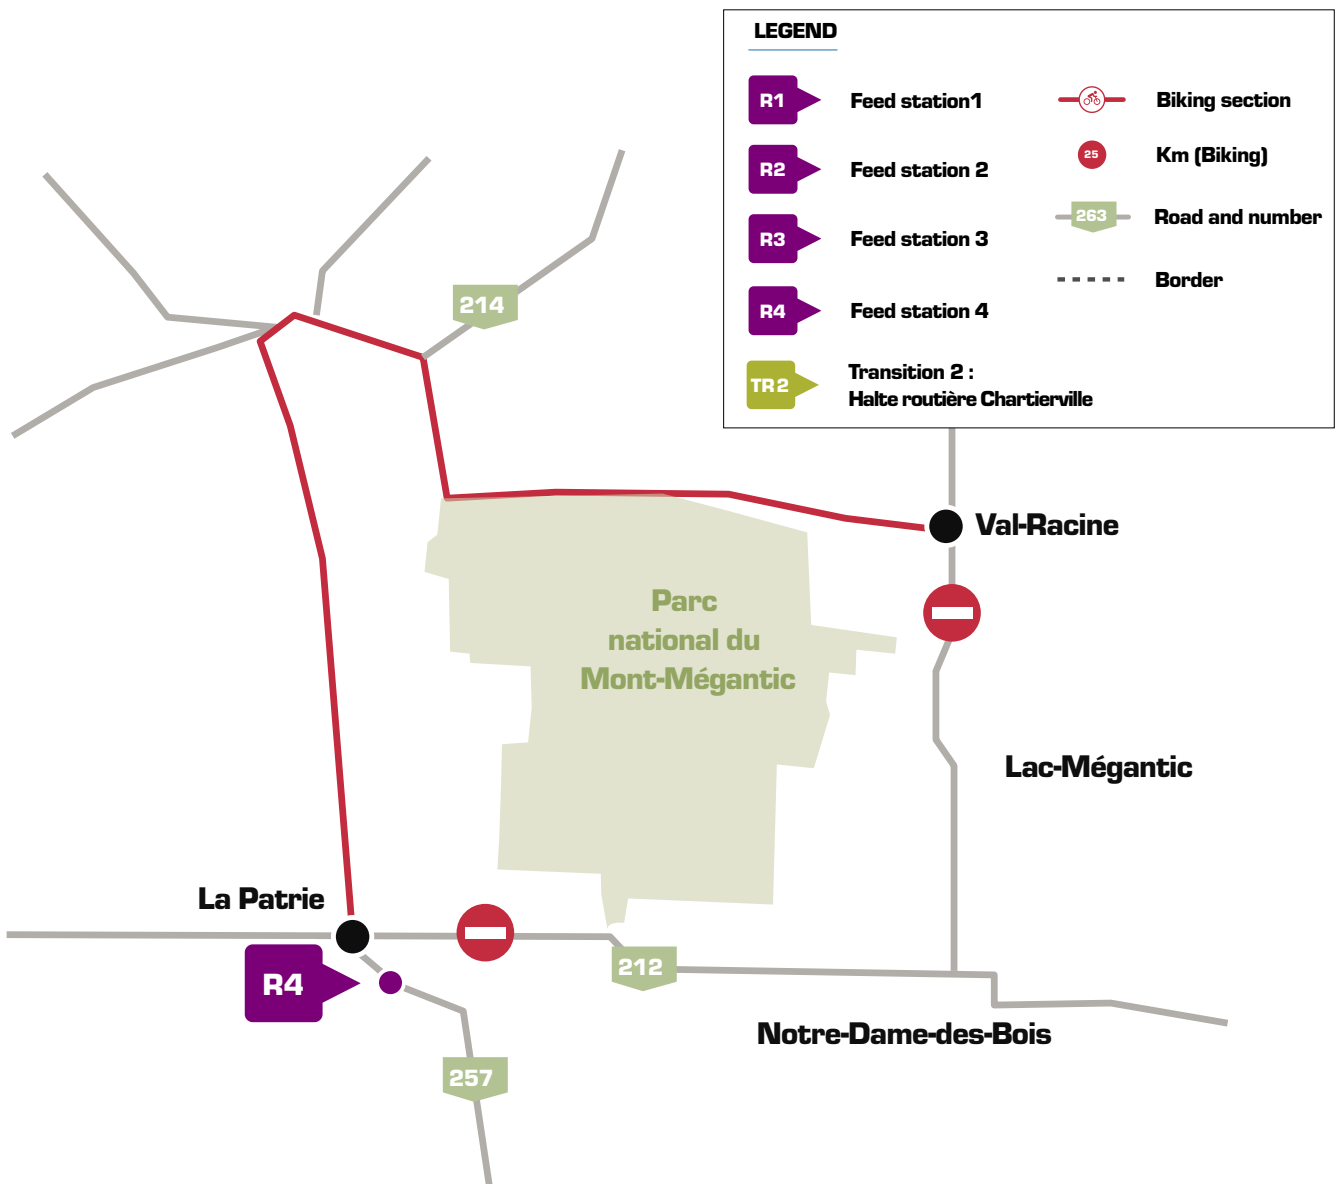 LEGEND
R1 Feed station1
Biking section
R2 Feed station 2
25 Km (Biking)
R3 Feed station 3
263 Road and number
R4 Feed station 4
Border
TR2 Transition 2 :
Halte routière Chartierville
214
Val-Racine
Parc
national du
Mont-Mégantic
Lac-Mégantic
La Patrie
R4
212
Notre-Dame-des-Bois
257